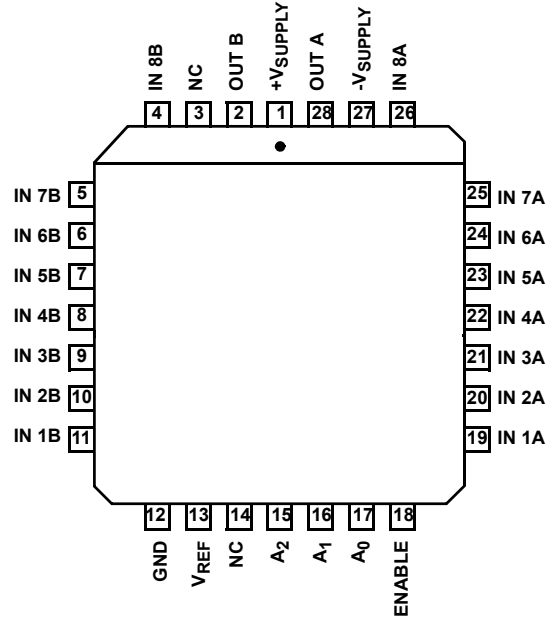 IN 8B
NC
OUT B
+VSUPPLY
OUT A
-VSUPPLY
IN 8A
4
3
2
1
28
27
26
IN 7B 5
IN 6B 6
IN 5B 7
IN 4B 8
IN 3B 9
IN 2B 10
IN 1B 11
25 IN 7A
24 IN 6A
23 IN 5A
22 IN 4A
21 IN 3A
20 IN 2A
19 IN 1A
12
13
14
15
16
17
18
GND
VREF
NC
A2
A1
A0
ENABLE